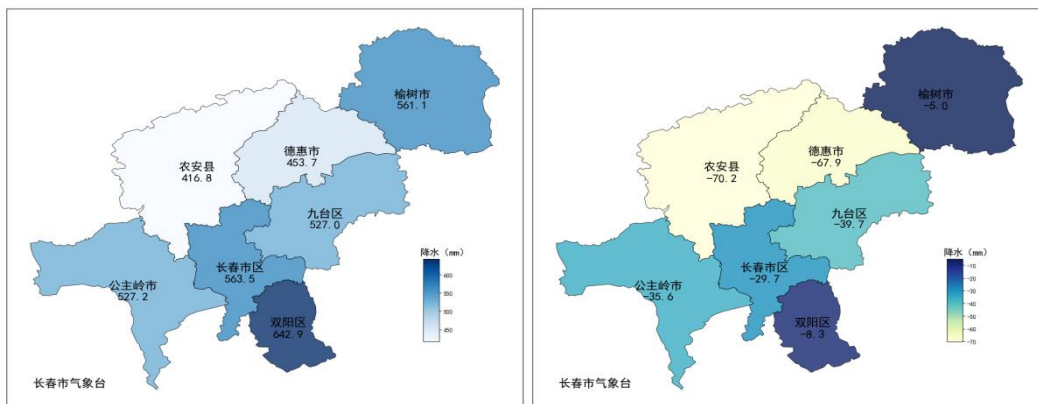 榆树市
561.1
德惠市
453.7
农安县
416.8
九台区
527.0
长春市区
563.5
公主岭市
527.2
双阳区
642.9
降水（mm）
600
550
500
450
长春市气象台
榆树市
-5.0
德惠市
-67.9
农安县
-70.2
九台区
-39.7
长春市区
-29.7
公主岭市
-35.6
双阳区
-8.3
降水（mm）
-10
-20
-30
-40
-50
-60
-70
长春市气象台